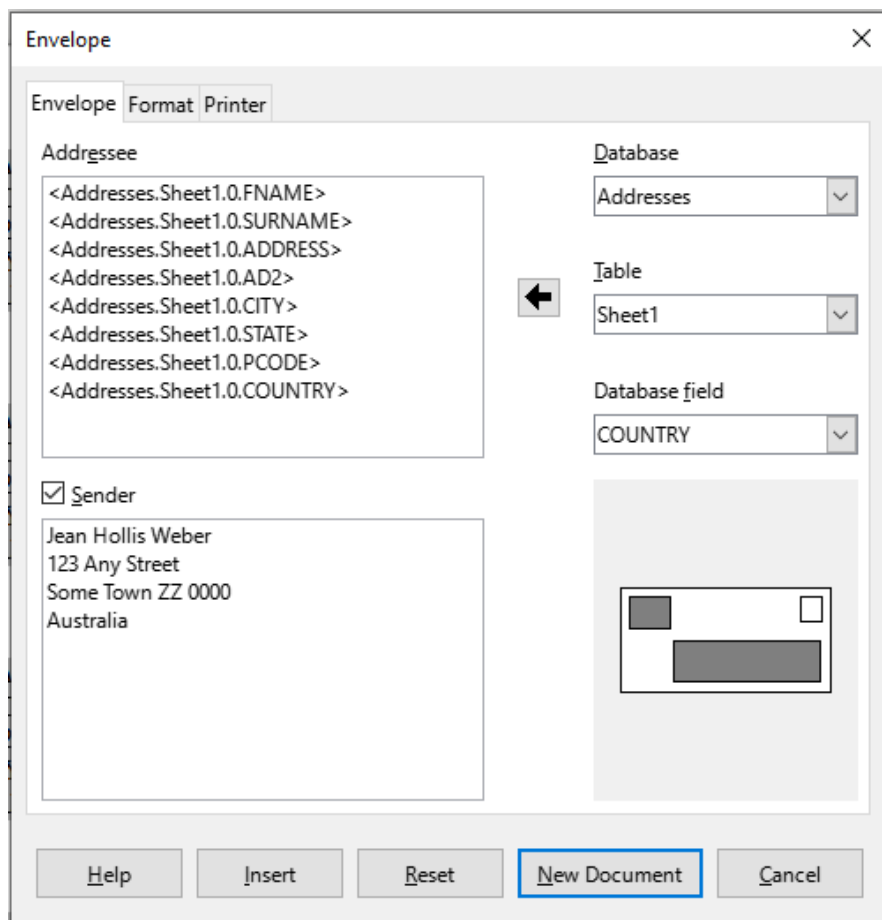 Envelope
Envelope Format Printer
Addressee
<Addresses.Sheet1.0.FNAME>
<Addresses.Sheet1.0.SURNAME>
<Addresses.Sheet1.0.ADDRESS>
<Addresses.Sheet1.0.AD2>
<Addresses.Sheet1.0.CITY>
<Addresses.Sheet1.0.STATE>
<Addresses.Sheet1.0.PCODE>
<Addresses.Sheet1.0.COUNTRY>
Database
Addresses
Table
Sheet1
Database field
COUNTRY
Sender
Jean Hollis Weber
123 Any Street
Some Town ZZ 0000
Australia
Help Insert Reset New Document Cancel